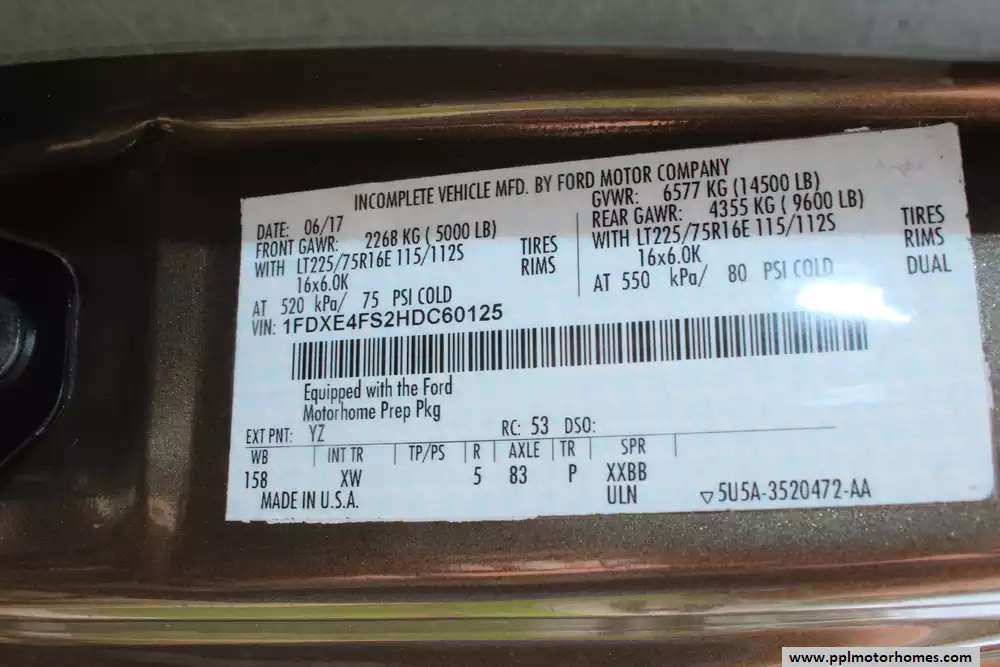 INCOMPLETE VEHICLE MFD. BY FORD MOTOR COMPANY
DATE: 06/17
FRONT GAWR: 2268 KG ( 5000 LB)
WITH LT225/75R16E 115/112S TIRES
16x6.0K RIMS
AT 520 kPa/ 75 PSI COLD
GVWR: 6577 KG (14500 LB)
REAR GAWR: 4355 KG ( 9600 LB)
WITH LT225/75R16E 115/112S TIRES
16x6.0K RIMS
AT 550 kPa/ 80 PSI COLD DUAL
VIN: 1FDXE4FS2HDC60125
Equipped with the Ford
Motorhome Prep Pkg
EXT PNT: YZ RC: 53 DSO:
WB INT TR TP/PS R AXLE TR SPR
158 XW 5 83 P XXBB
MADE IN U.S.A. ULN 5U5A-3520472-AA
www.pplmotorhomes.com